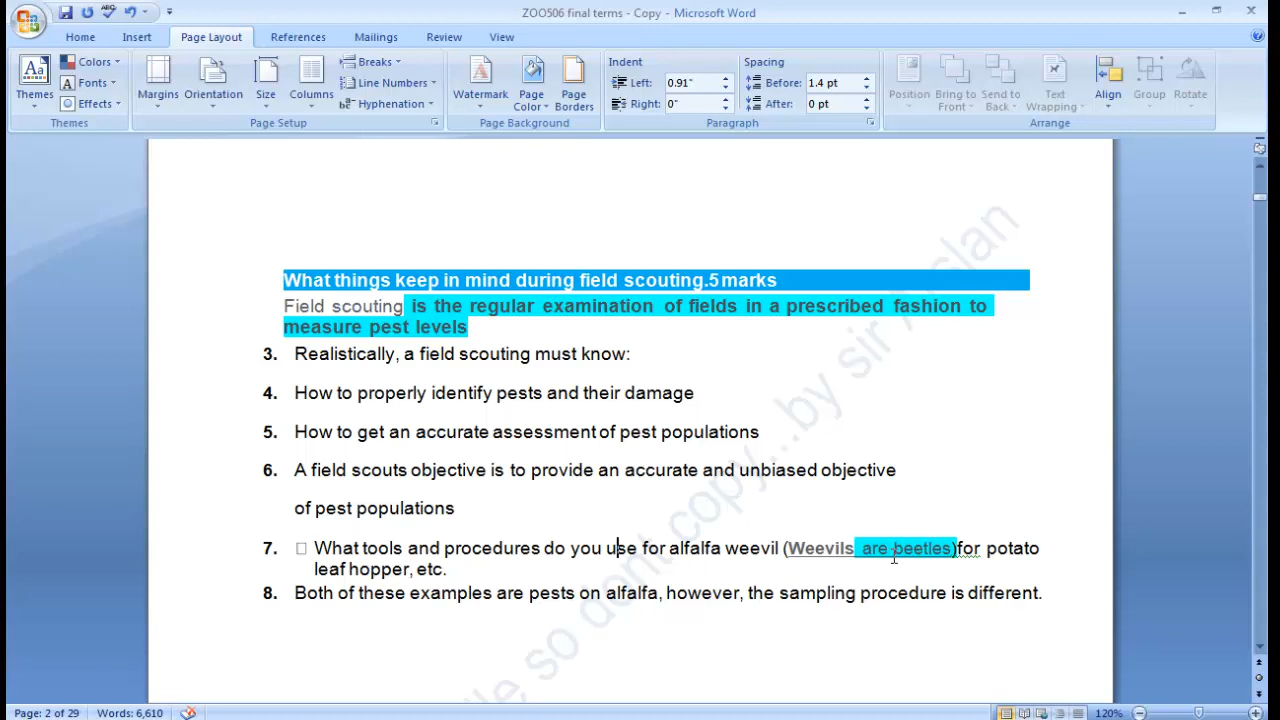 ZOO506 final terms - Copy - Microsoft Word
Home Insert Page Layout References Mailings Review View
Themes
Colors
Fonts
Effects
Margins
Orientation
Size
Columns
Breaks
Line Numbers
Hyphenation
Watermark
Page Color
Page Borders
Indent
Left: 0.91"
Right: 0"
Spacing
Before: 1.4 pt
After: 0 pt
Position
Bring to Front
Send to Back
Text Wrapping
Align
Group
Rotate
Themes Page Setup Page Background Paragraph Arrange
What things keep in mind during field scouting.5 marks
Field scouting is the regular examination of fields in a prescribed fashion to
measure pest levels
3. Realistically, a field scouting must know:
4. How to properly identify pests and their damage
5. How to get an accurate assessment of pest populations
6. A field scouts objective is to provide an accurate and unbiased objective
of pest populations
7. □ What tools and procedures do you use for alfalfa weevil (Weevils are beetles)for potato
leaf hopper, etc.
8. Both of these examples are pests on alfalfa, however, the sampling procedure is different.
so dont copy...by sir
Page: 2 of 29 Words: 6,610 120%